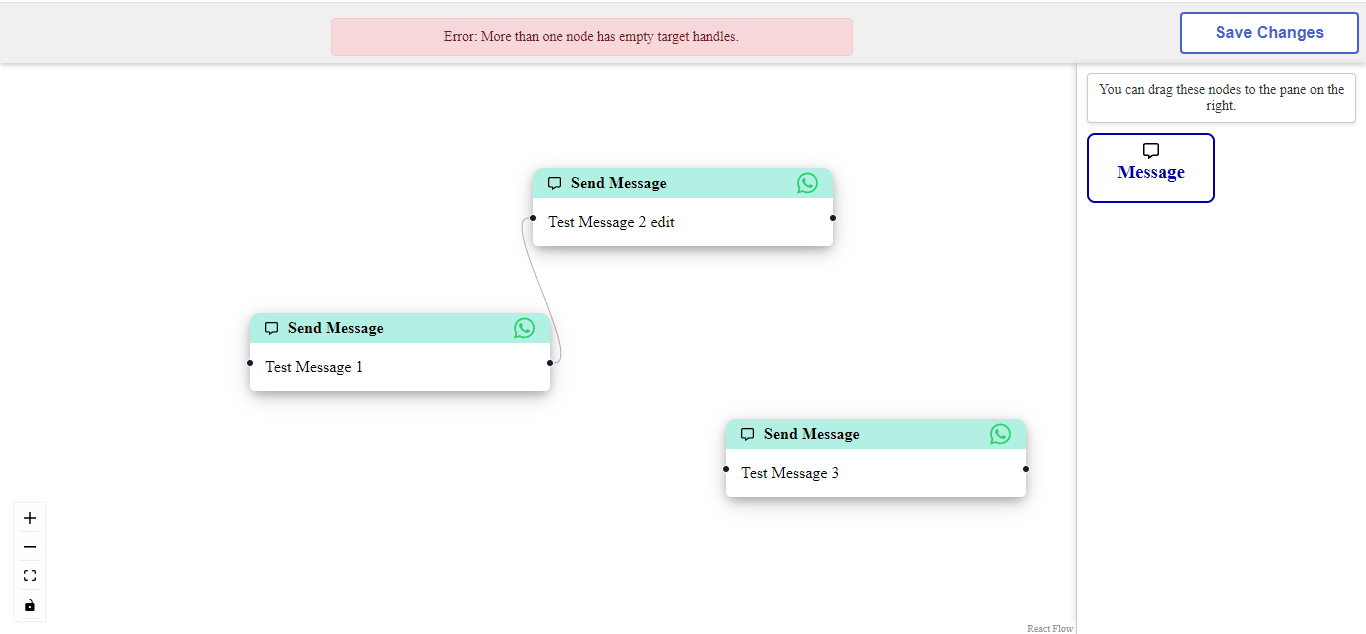 Error: More than one node has empty target handles.
Save Changes
You can drag these nodes to the pane on the
right.
Message
Send Message
Test Message 2 edit
Send Message
Test Message 1
Send Message
Test Message 3
React Flow